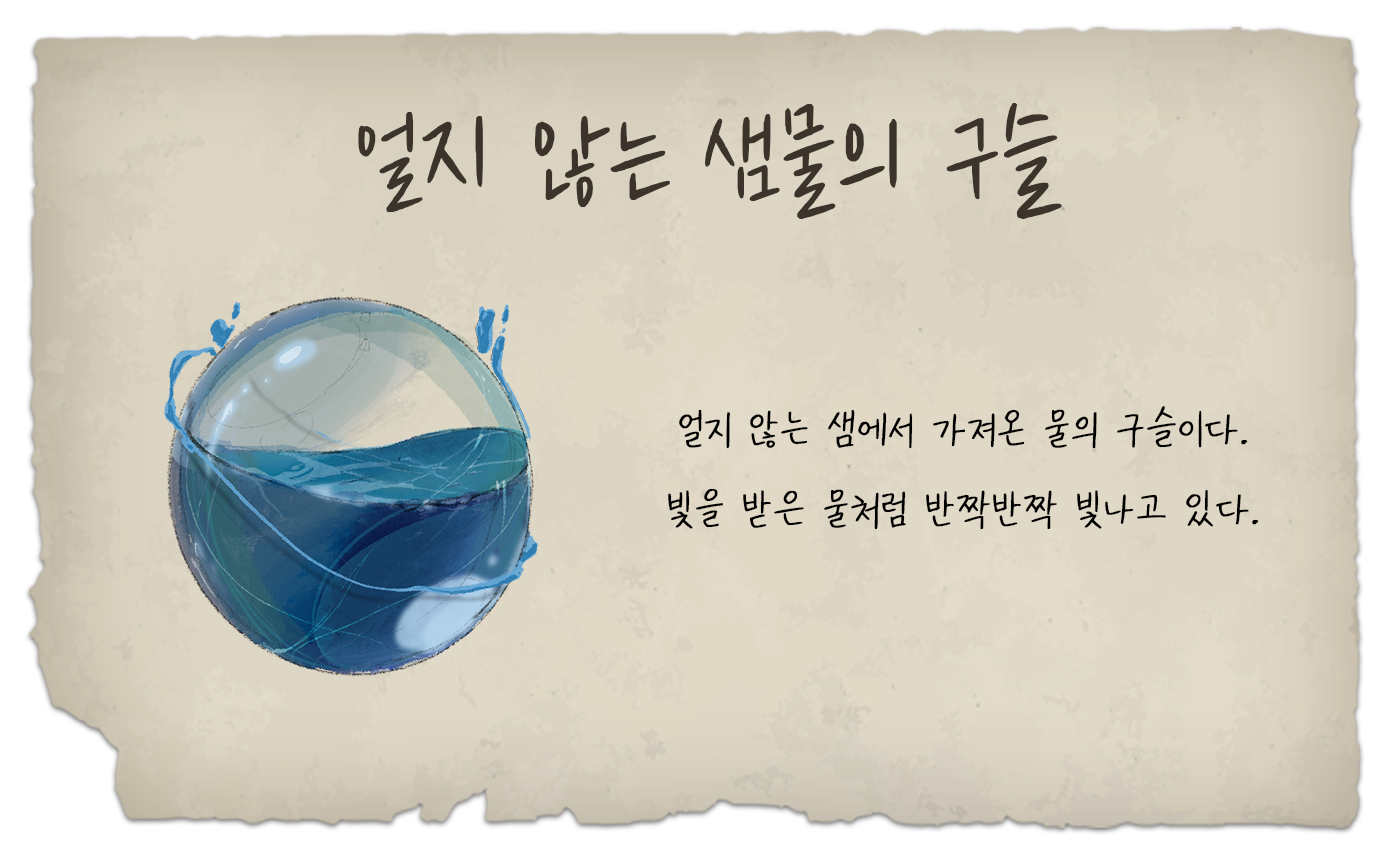 얼지 않는 샘물의 구슬
얼지 않는 샘에서 가져온 물의 구슬이다.
빛을 받은 물처럼 반짝반짝 빛나고 있다.